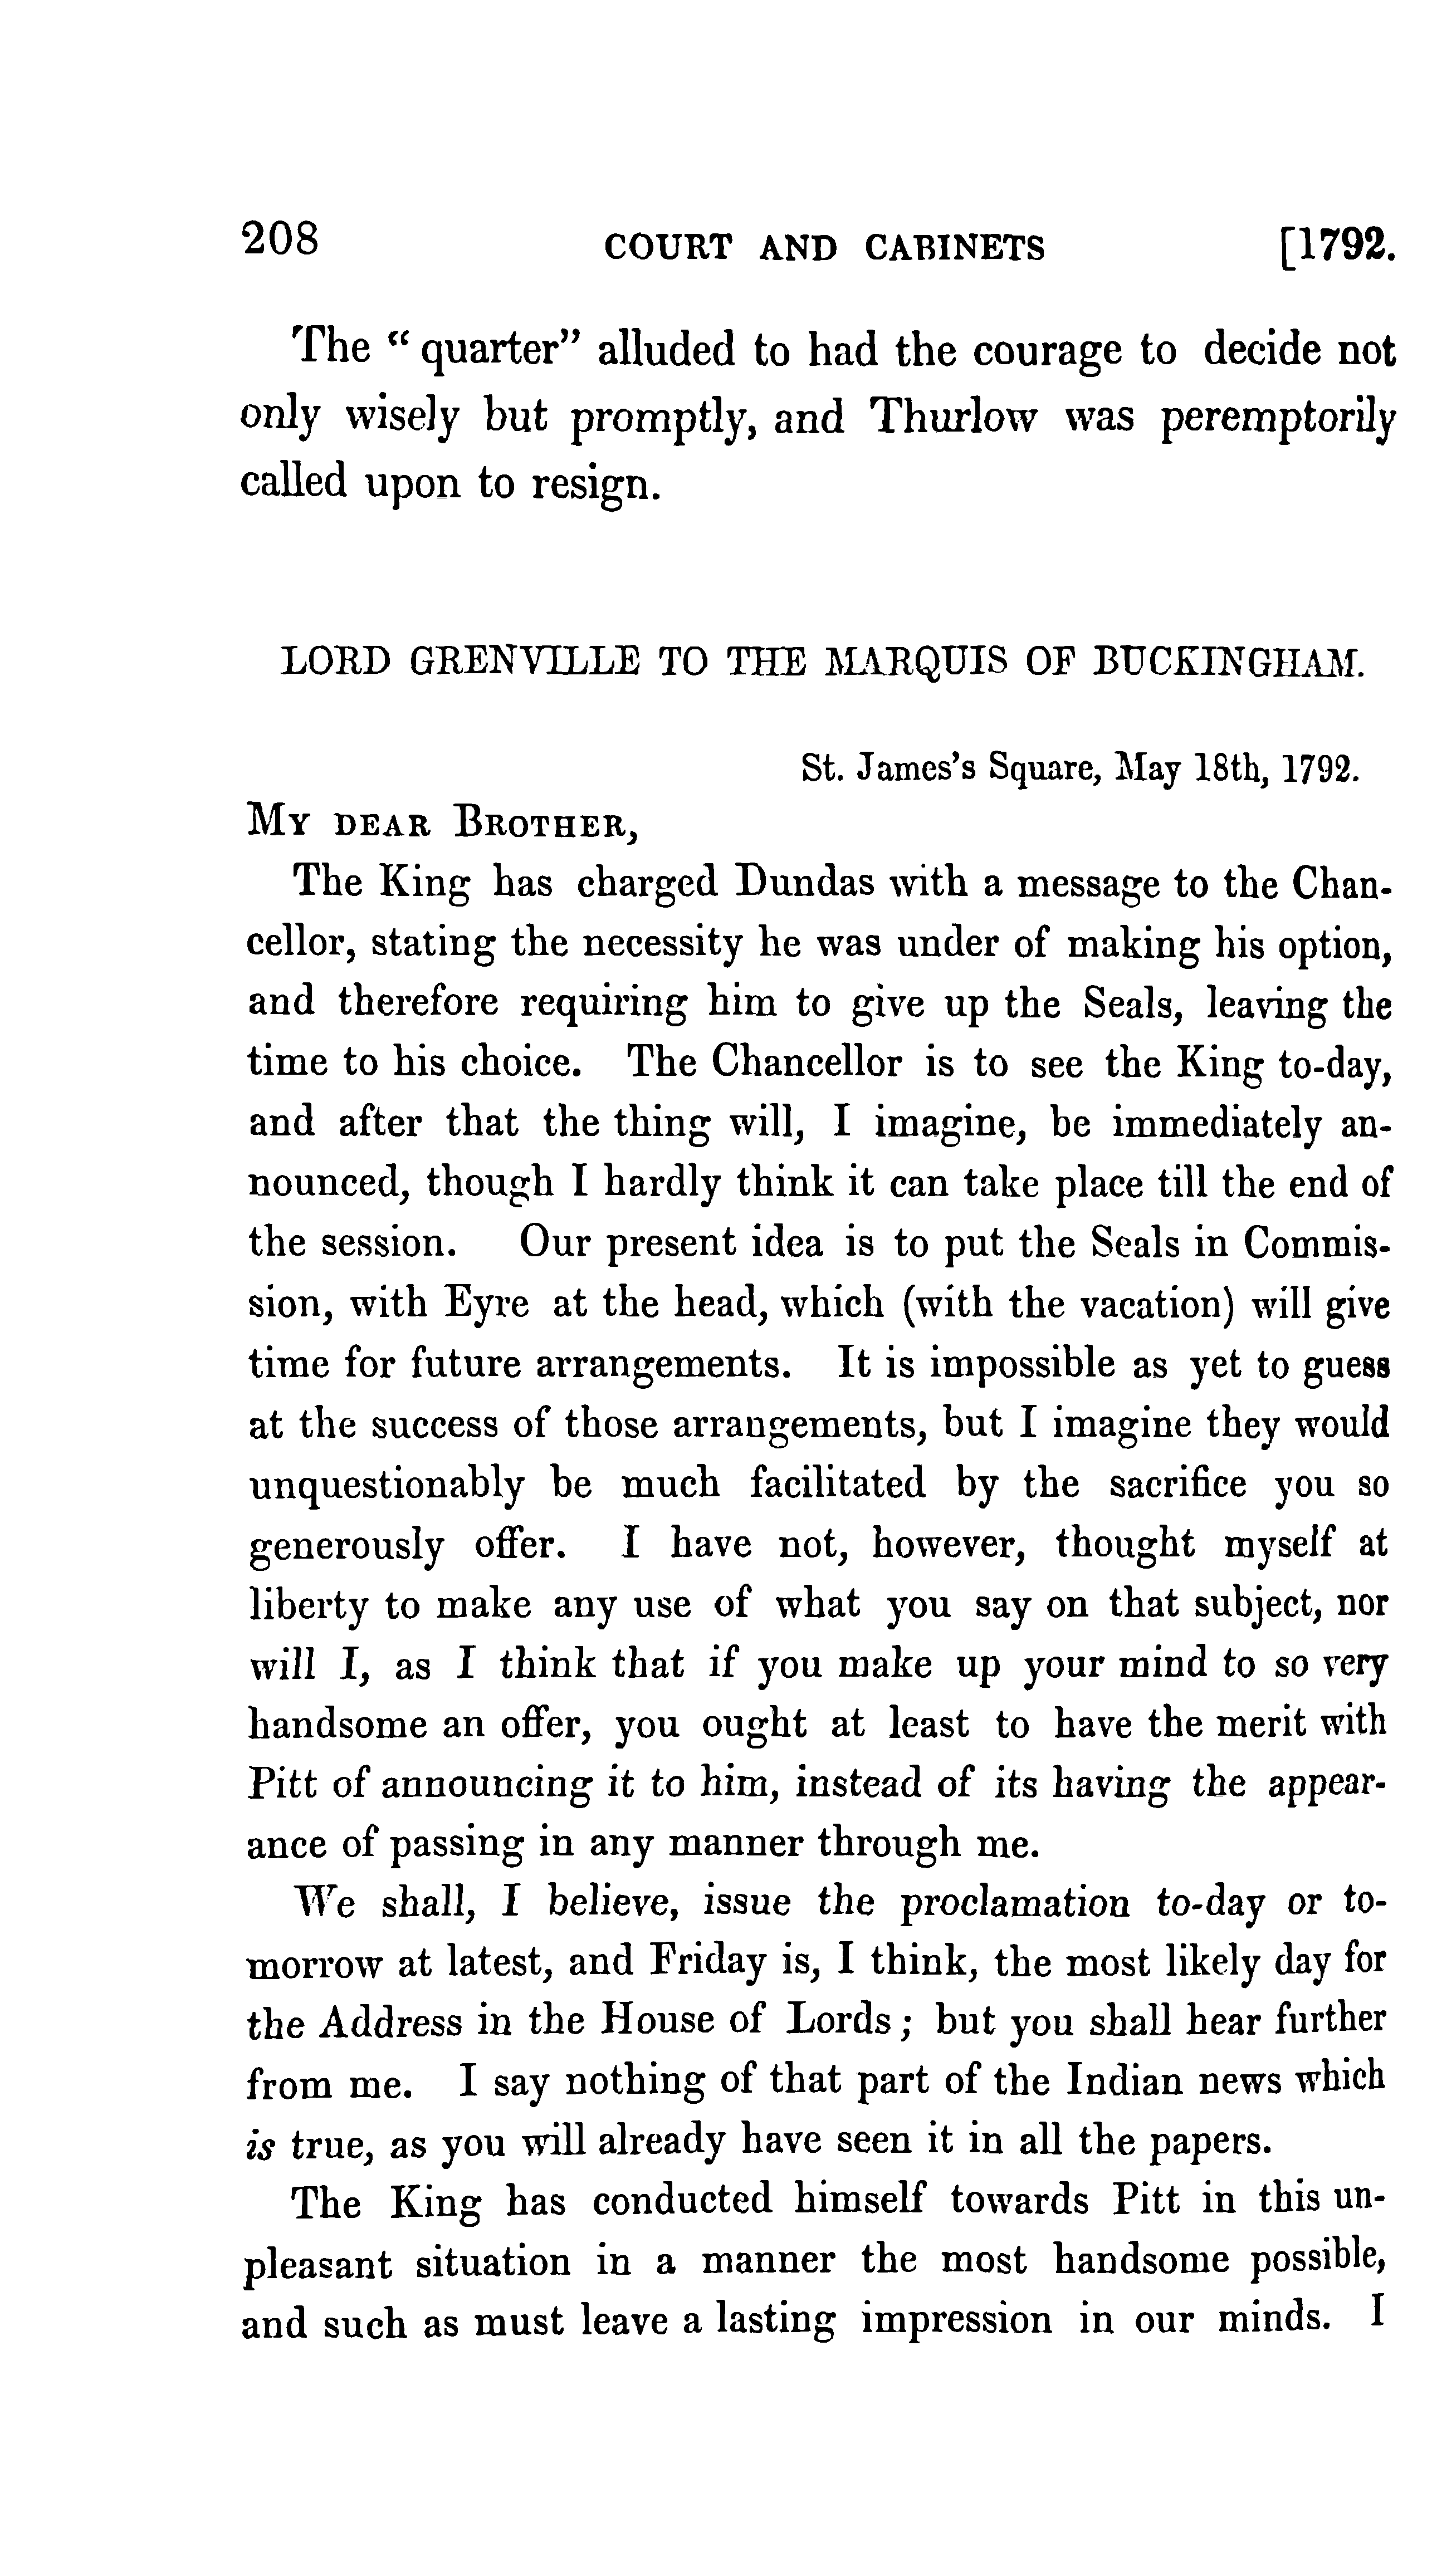 208 COURT AND CABINETS [1792.
The “ quarter” alluded to had the courage to decide not
only wisely but promptly, and Thurlow was peremptorily
called upon to resign.
LORD GRENVILLE TO THE MARQUIS OF BUCKINGHAM.
St. James’s Square, May 18th, 1792.
MY DEAR BROTHER,
The King has charged Dundas with a message to the Chan-
cellor, stating the necessity he was under of making his option,
and therefore requiring him to give up the Seals, leaving the
time to his choice. The Chancellor is to see the King to-day,
and after that the thing will, I imagine, be immediately an-
nounced, though I hardly think it can take place till the end of
the session. Our present idea is to put the Seals in Commis-
sion, with Eyre at the head, which (with the vacation) will give
time for future arrangements. It is impossible as yet to guess
at the success of those arrangements, but I imagine they would
unquestionably be much facilitated by the sacrifice you so
generously offer. I have not, however, thought myself at
liberty to make any use of what you say on that subject, nor
will I, as I think that if you make up your mind to so very
handsome an offer, you ought at least to have the merit with
Pitt of announcing it to him, instead of its having the appear-
ance of passing in any manner through me.
We shall, I believe, issue the proclamation to-day or to-
morrow at latest, and Friday is, I think, the most likely day for
the Address in the House of Lords; but you shall hear further
from me. I say nothing of that part of the Indian news which
is true, as you will already have seen it in all the papers.
The King has conducted himself towards Pitt in this un-
pleasant situation in a manner the most handsome possible,
and such as must leave a lasting impression in our minds. I